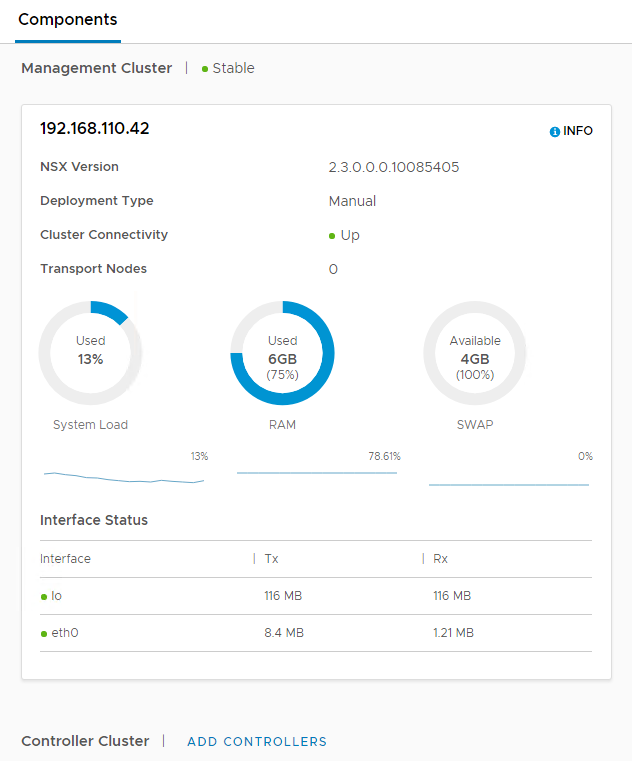 Components
Management Cluster | Stable
192.168.110.42
INFO
NSX Version 2.3.0.0.0.10085405
Deployment Type Manual
Cluster Connectivity Up
Transport Nodes 0
Used Used Available
13% 6GB 4GB
(75%) (100%)
System Load RAM SWAP
13% 78.61% 0%
Interface Status
Interface | Tx | Rx
lo 116 MB 116 MB
eth0 8.4 MB 1.21 MB
Controller Cluster | ADD CONTROLLERS